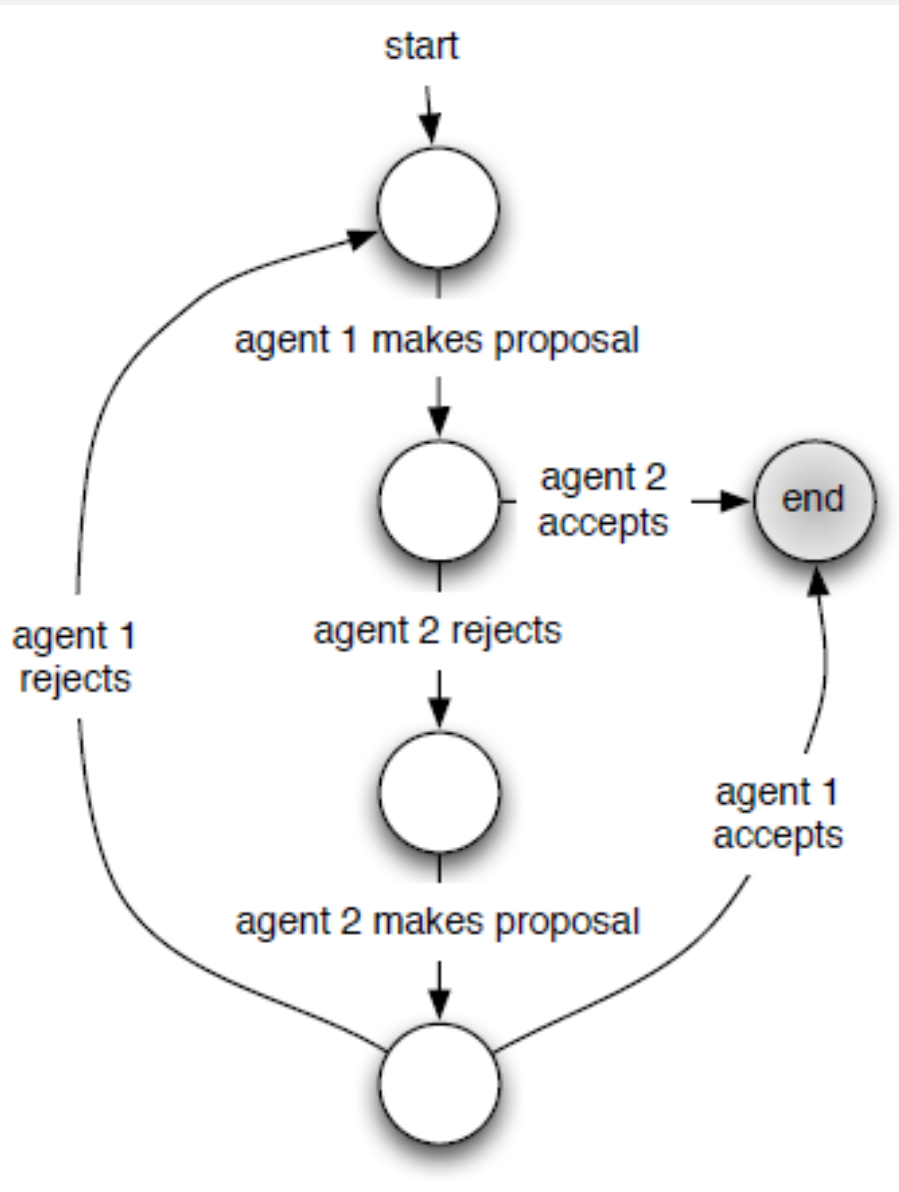 start
agent 1 makes proposal
agent 2
accepts
end
agent 1
rejects
agent 2 rejects
agent 1
accepts
agent 2 makes proposal